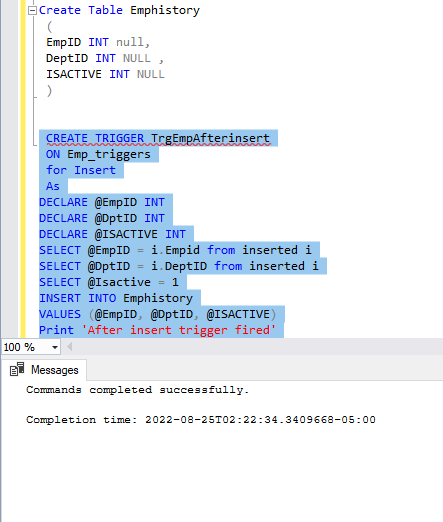 Create Table Emphistory
(
EmpID INT null,
DeptID INT NULL ,
ISACTIVE INT NULL
)
CREATE TRIGGER TrgEmpAfterinsert
ON Emp_triggers
for Insert
As
DECLARE @EmpID INT
DECLARE @DptID INT
DECLARE @ISACTIVE INT
SELECT @EmpID = i.Empid from inserted i
SELECT @DptID = i.DeptID from inserted i
SELECT @Isactive = 1
INSERT INTO Emphistory
VALUES (@EmpID, @DptID, @ISACTIVE)
Print 'After insert trigger fired'
100 %
Messages
Commands completed successfully.
Completion time: 2022-08-25T02:22:34.3409668-05:00